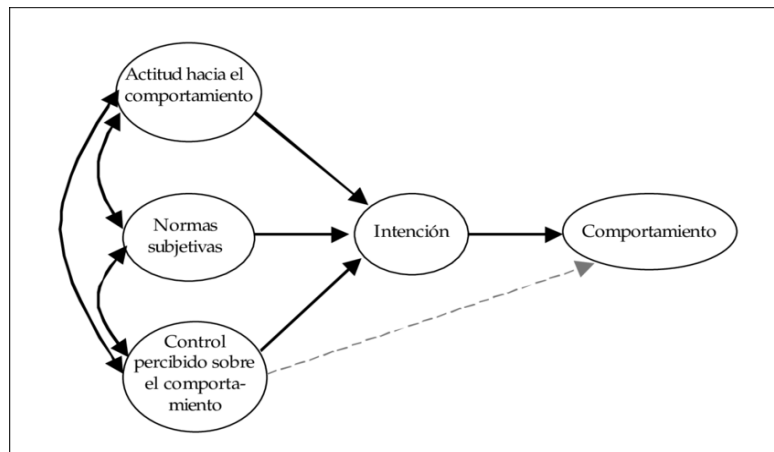 Actitud hacia el
comportamiento
Normas
subjetivas
Control
percibido sobre
el comporta-
miento
Intención
Comportamiento